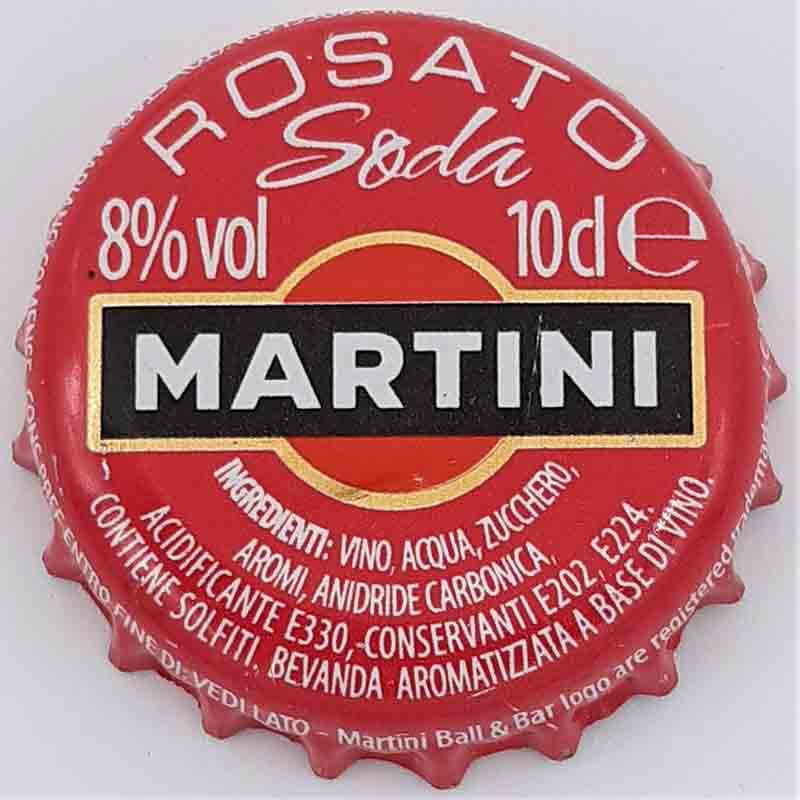 ROSATO
Soda
8% vol
10cl e
MARTINI
INGREDIENTI: VINO, ACQUA, ZUCCHERO,
AROMI, ANIDRIDE CARBONICA,
ACIDIFICANTE E330,-CONSERVANTI E202, E224.
CONTIENE SOLFITI. BEVANDA AROMATIZZATA A BASE DI VINO.
ENTRO FINE DI-VEDI LATO - Martini Ball & Bar logo are registered trademarks